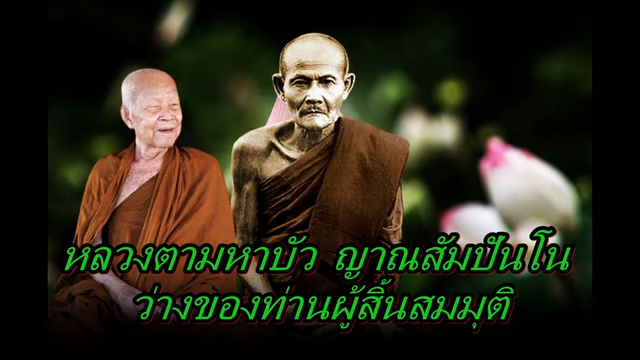 หลวงตามหาบัว ญาณสัมปันโน
ว่างของท่านผู้สิ้นสมมุติ